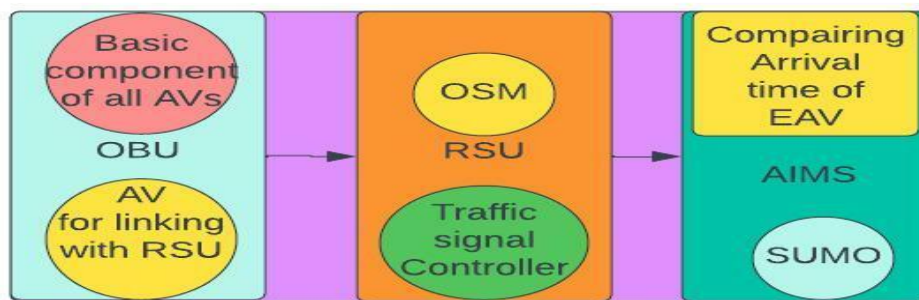 Basic
component
of all AVs
OBU
AV
for linking
with RSU
OSM
RSU
Traffic
signal
Controller
Compairing
Arrival
time of
EAV
AIMS
SUMO